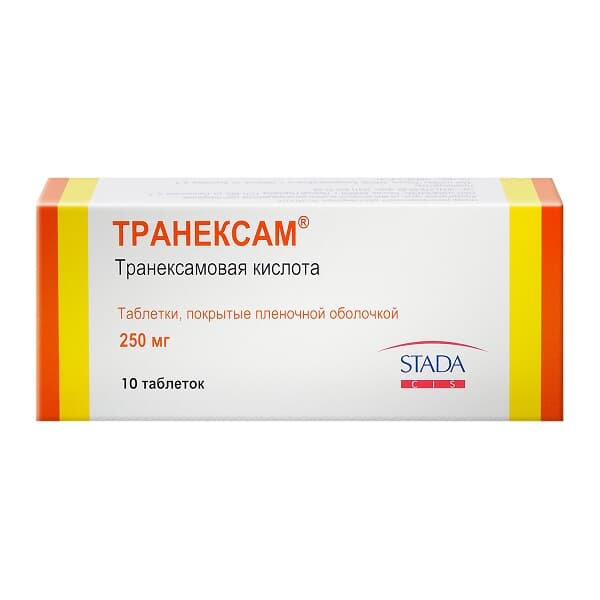 ТРАНЕКСАМ®
Транексамовая кислота
Таблетки, покрытые пленочной оболочкой
250 мг
10 таблеток
STADA
CIS